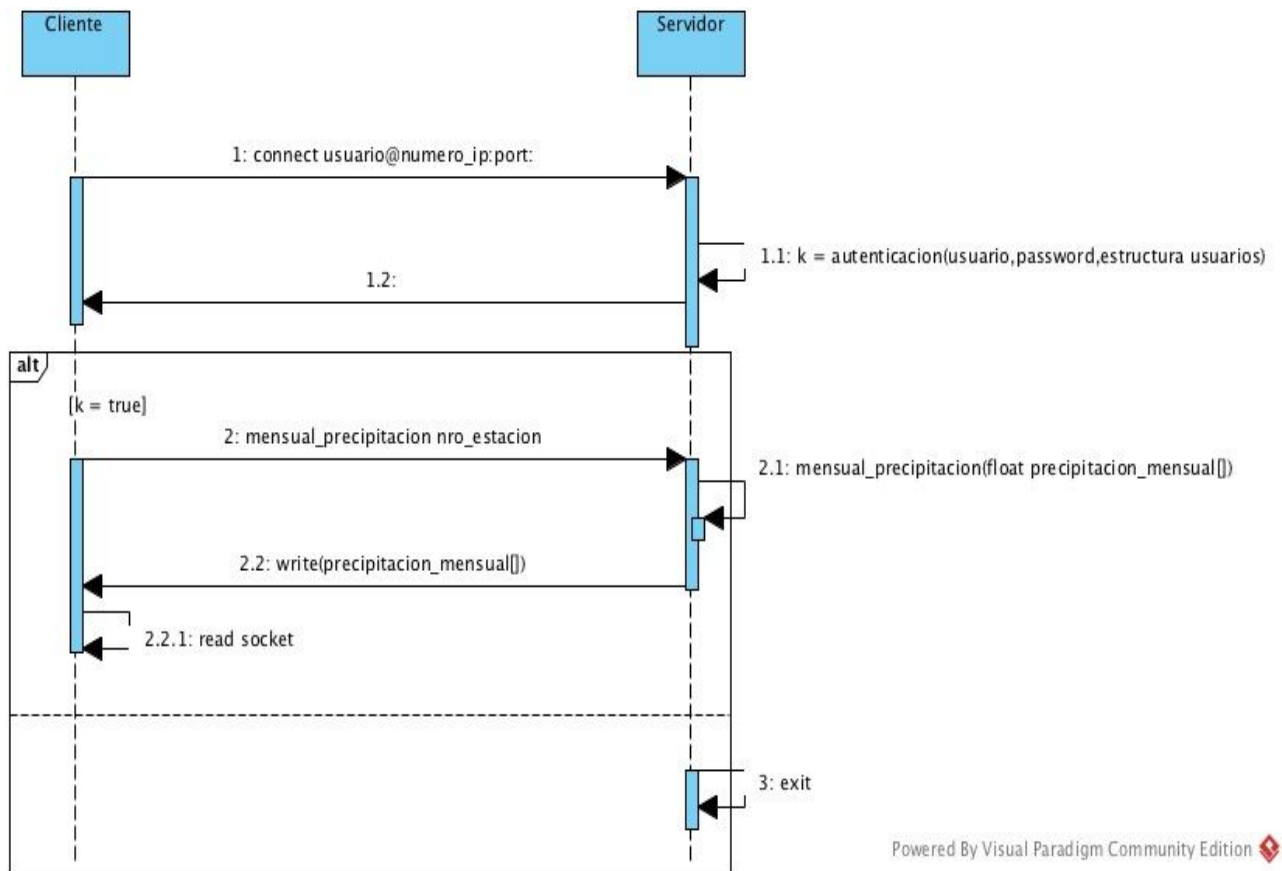 Cliente
Servidor
1: connect usuario@numero_ip:port:
1.1: k = autenticacion(usuario,password,estructura usuarios)
1.2:
alt
[k = true]
2: mensual_precipitacion nro_estacion
2.1: mensual_precipitacion(float precipitacion_mensual[])
2.2: write(precipitacion_mensual[])
2.2.1: read socket
3: exit
Powered By Visual Paradigm Community Edition